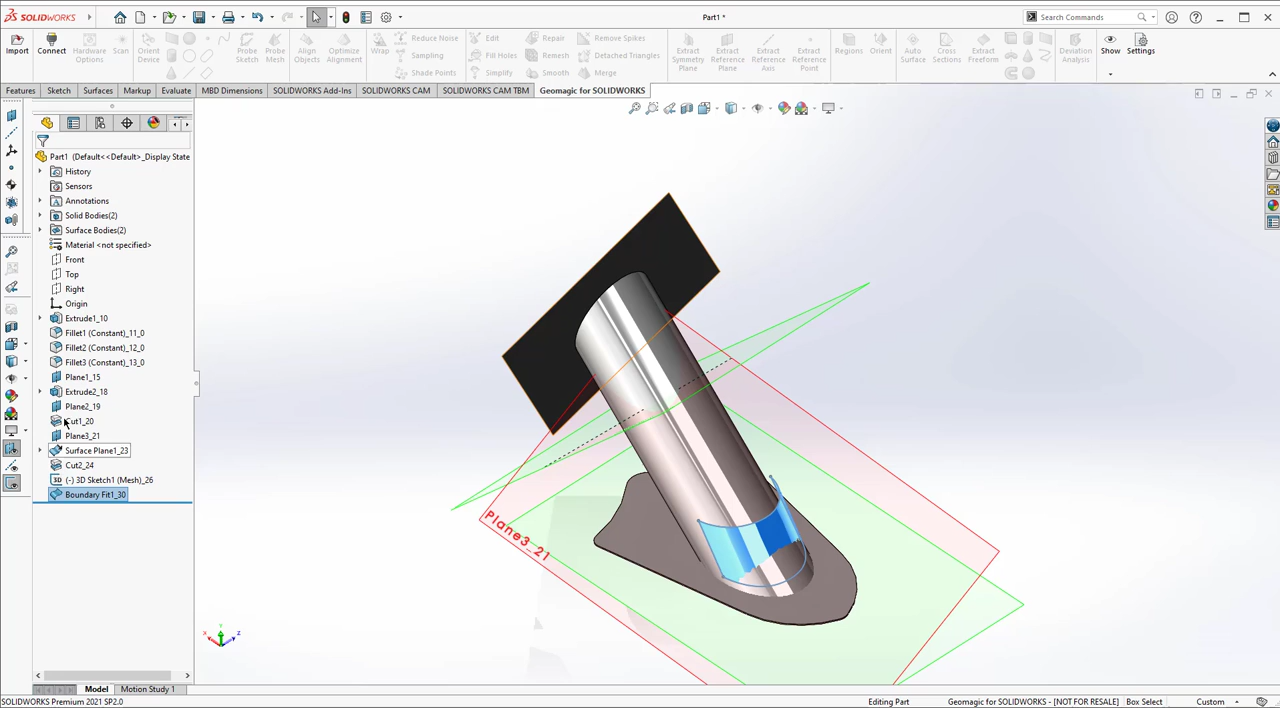 SOLIDWORKS
Part1 *
Search Commands
Import
Connect
Hardware
Options
Scan
Orient
Device
Probe
Sketch
Probe
Mesh
Align
Objects
Optimize
Alignment
Wrap
Reduce Noise
Sampling
Shade Points
Edit
Fill Holes
Simplify
Repair
Remesh
Smooth
Remove Spikes
Detached Triangles
Merge
Extract
Symmetry
Plane
Extract
Reference
Plane
Extract
Reference
Axis
Extract
Reference
Point
Regions
Orient
Auto
Surface
Cross
Sections
Extract
Freeform
Deviation
Analysis
Show
Settings
Features
Sketch
Surfaces
Markup
Evaluate
MBD Dimensions
SOLIDWORKS Add-Ins
SOLIDWORKS CAM
SOLIDWORKS CAM TBM
Geomagic for SOLIDWORKS
Part1 (Default<<Default>_Display State
History
Sensors
Annotations
Solid Bodies(2)
Surface Bodies(2)
Material <not specified>
Front
Top
Right
Origin
Extrude1_10
Fillet1 (Constant)_11_0
Fillet2 (Constant)_12_0
Fillet3 (Constant)_13_0
Plane1_15
Extrude2_18
Plane2_19
Cut1_20
Plane3_21
Surface Plane1_23
Cut2_24
3D (-) 3D Sketch1 (Mesh)_26
Boundary Fit1_30
Plane3_21
Y
X
Z
Model
Motion Study 1
SOLIDWORKS Premium 2021 SP2.0
Editing Part
Geomagic for SOLIDWORKS - [NOT FOR RESALE)
Box Select
Custom